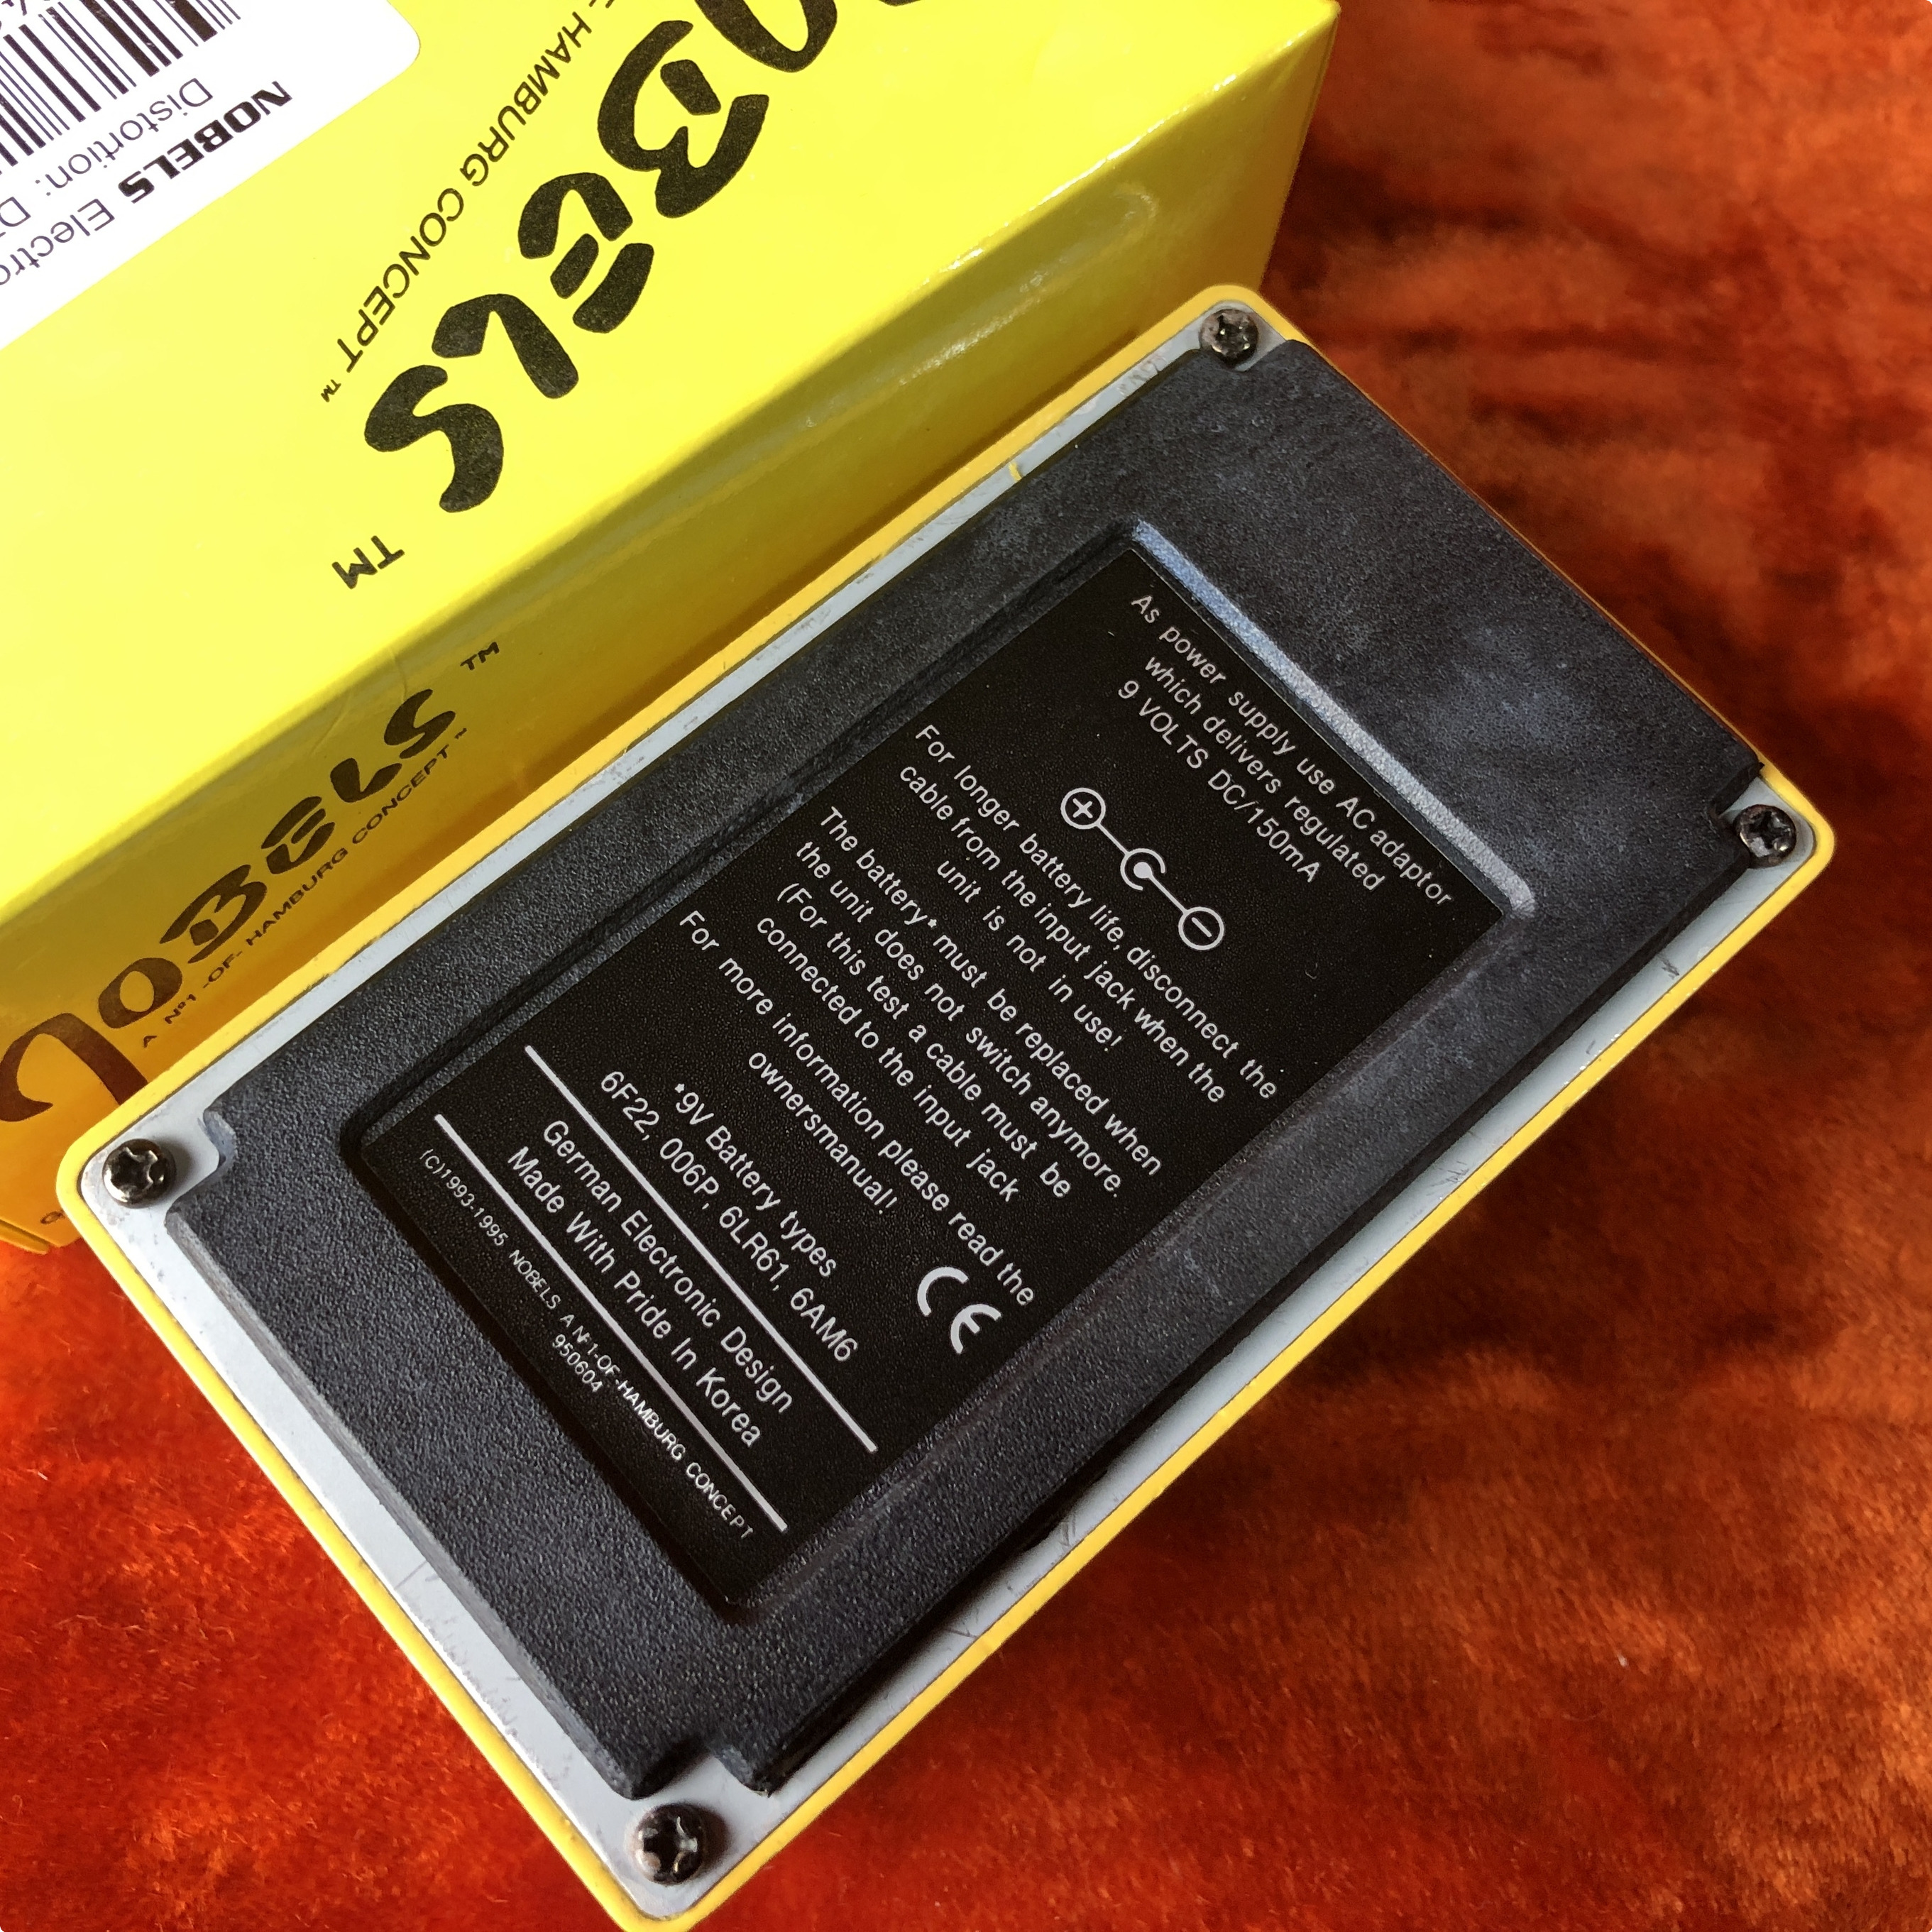 NOBELS Electro
Distortion: D
OBELS
- HAMBURG CONCEPT™
TM
NOBELS
TM
A Nº1 -OF- HAMBURG CONCEPT™
As power supply use AC adaptor
which delivers regulated
9 VOLTS DC/150mA
For longer battery life, disconnect the
cable from the input jack when the
unit is not in use!
The battery* must be replaced when
the unit does not switch anymore.
(For this test a cable must be
connected to the input jack
For more information please read the
ownersmanual!
CE
*9V Battery types
6F22, 006P, 6LR61, 6AM6
German Electronic Design
Made With Pride In Korea
(C)1993-1995 NOBELS A Nº1-OF-HAMBURG CONCEPT
950604